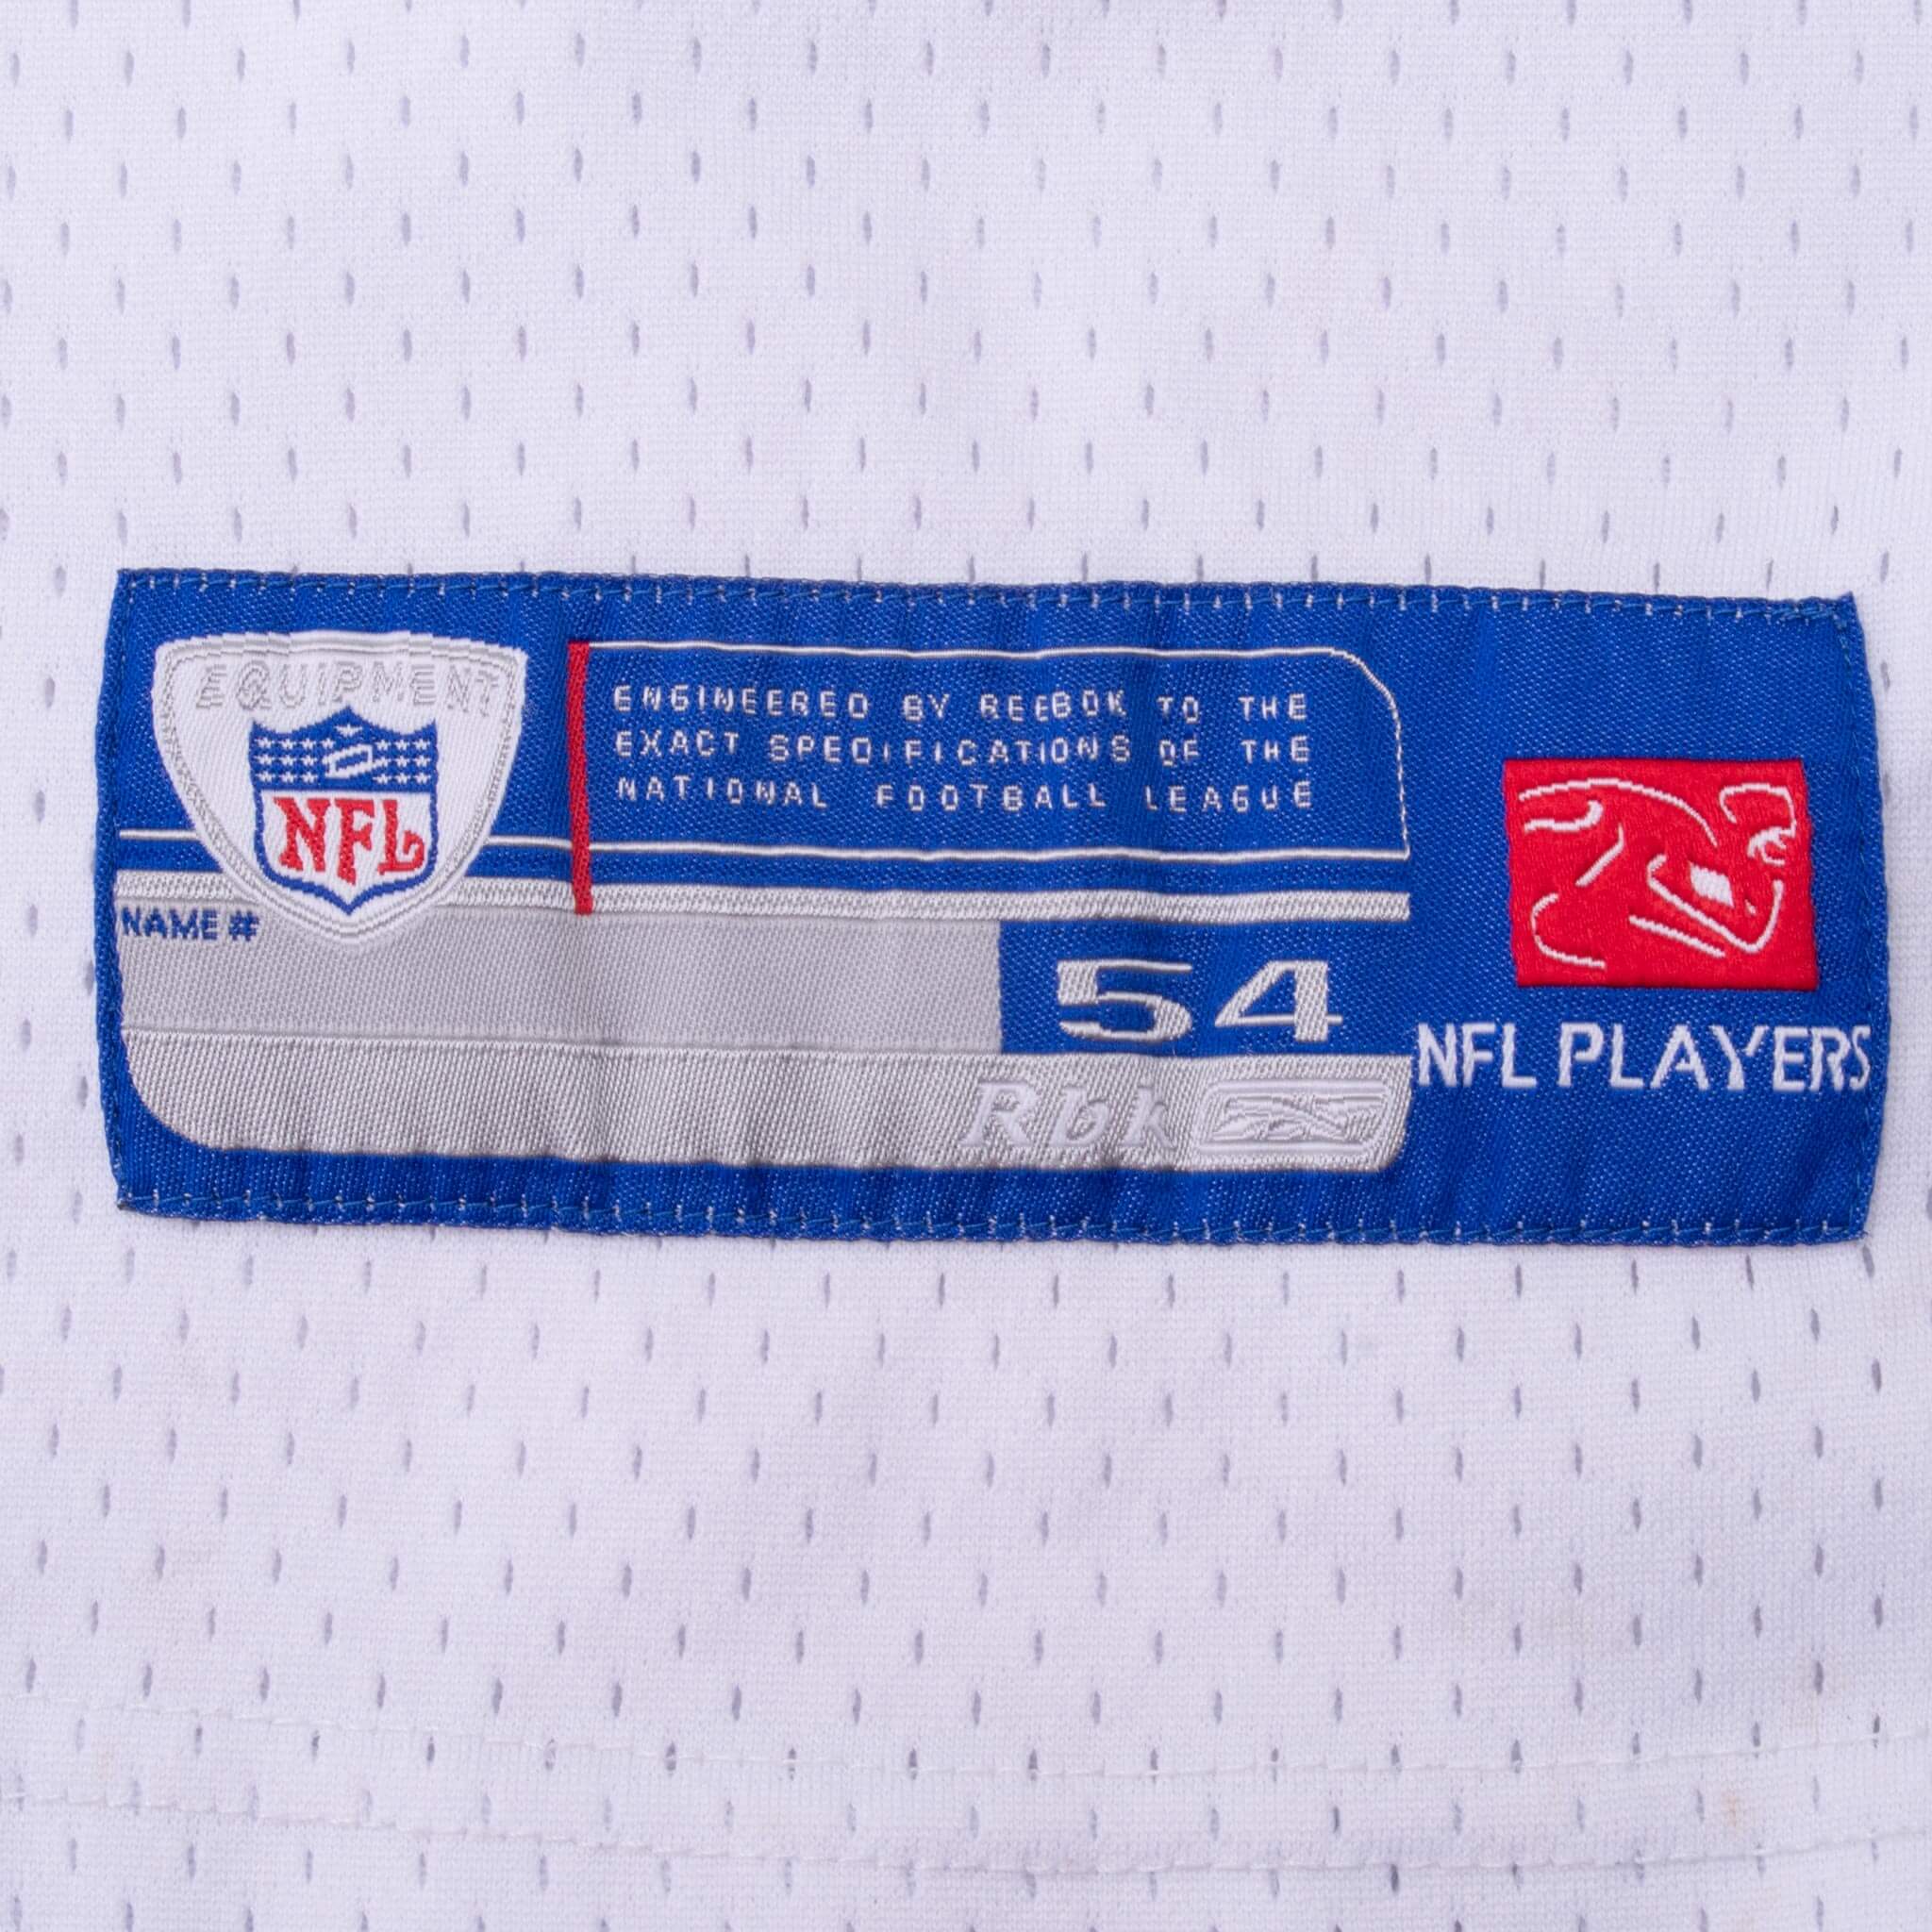 EQUIPMENT
NFL
ENGINEERED BY REEBOK TO THE
EXACT SPECIFICATIONS OF THE
NATIONAL FOOTBALL LEAGUE
NAME #
54
Rbk
NFL PLAYERS